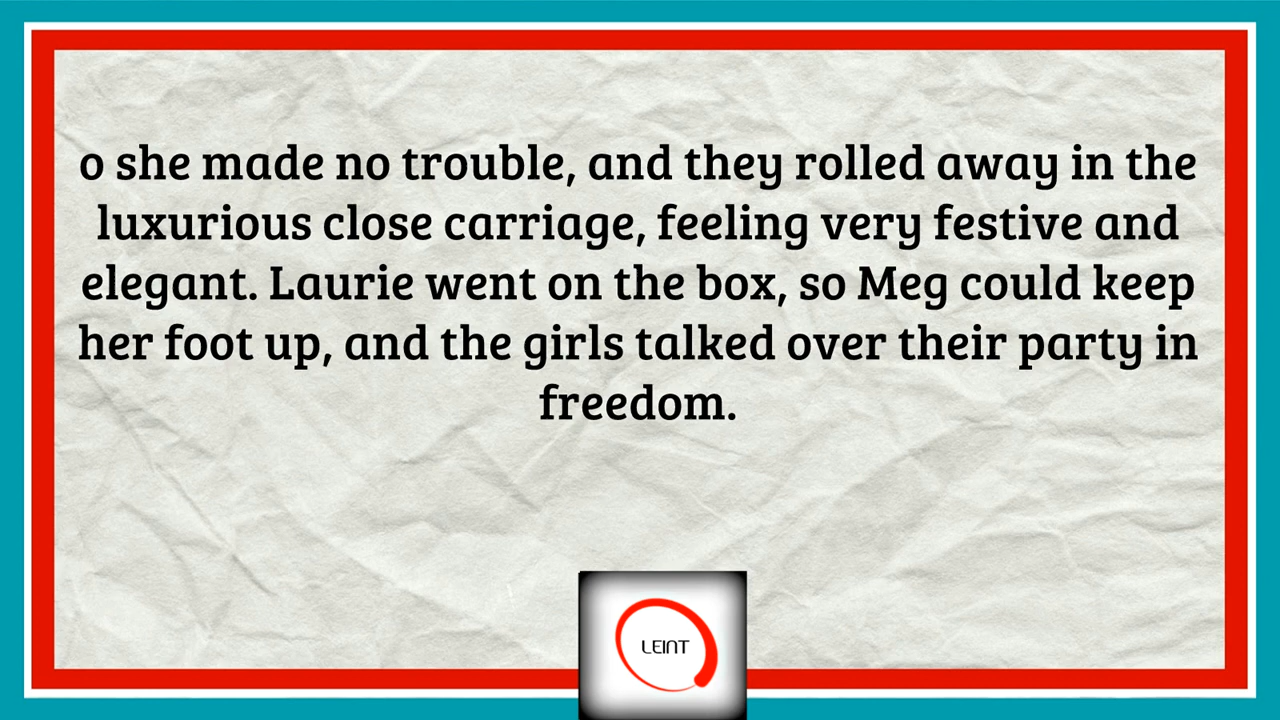 o she made no trouble, and they rolled away in the
luxurious close carriage, feeling very festive and
elegant. Laurie went on the box, so Meg could keep
her foot up, and the girls talked over their party in
freedom.
LEINT